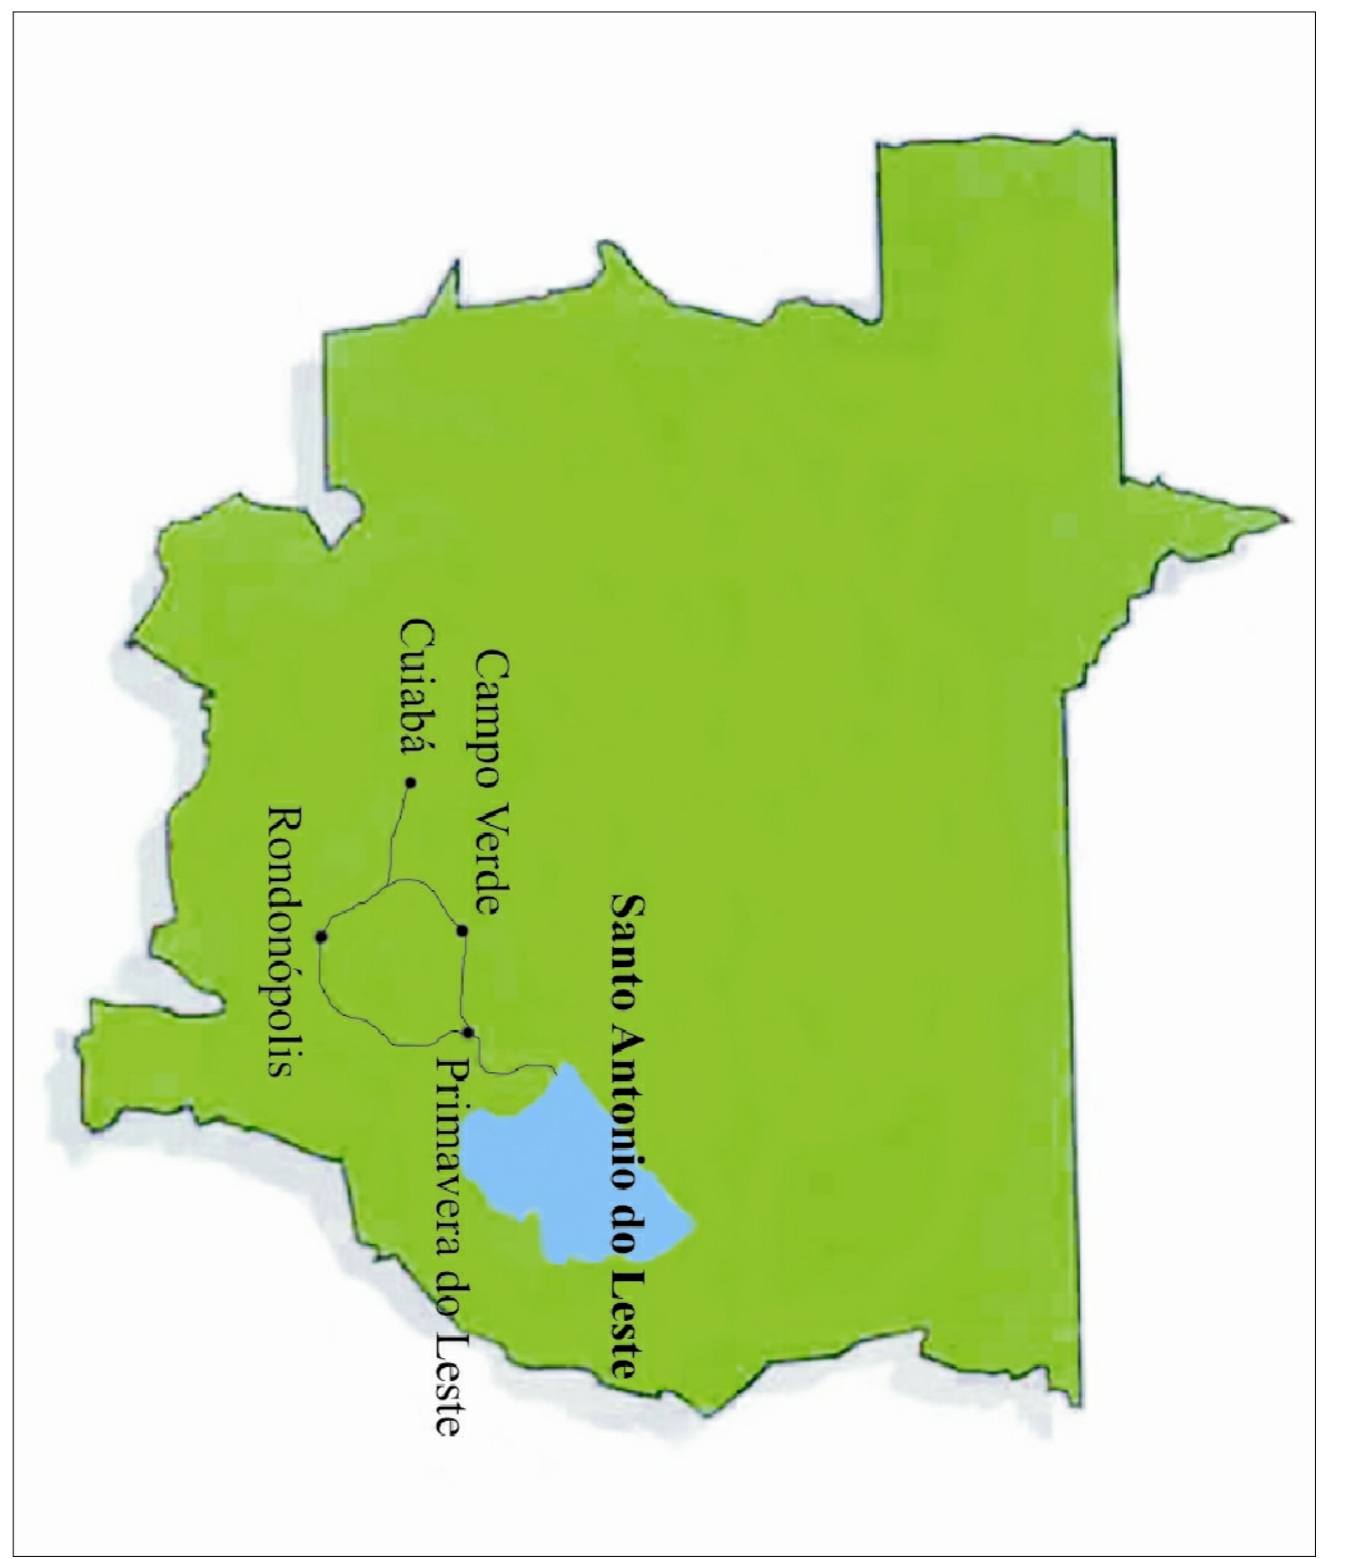 Santo Antonio do Leste
Campo Verde
Primavera do Leste
Cuiabá
Rondonópolis